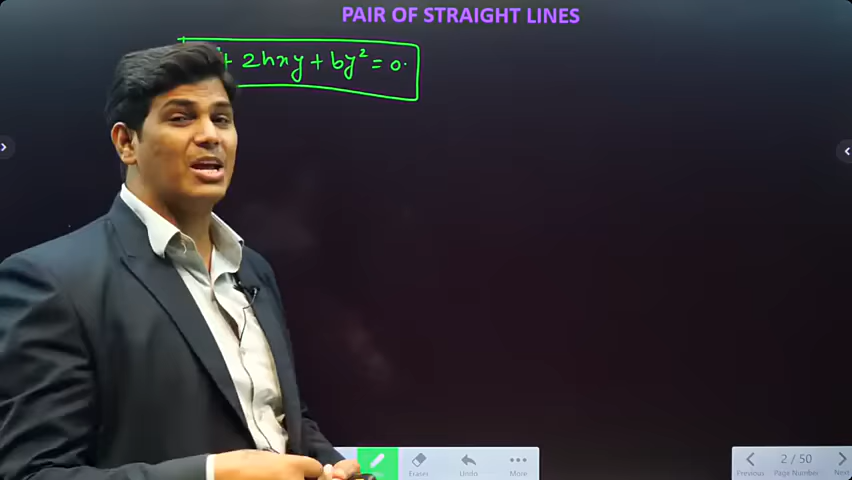 PAIR OF STRAIGHT LINES
+ 2hxy + by² = 0.
Eraser
Undo
More
Previous
2 / 50
Page Number
Next